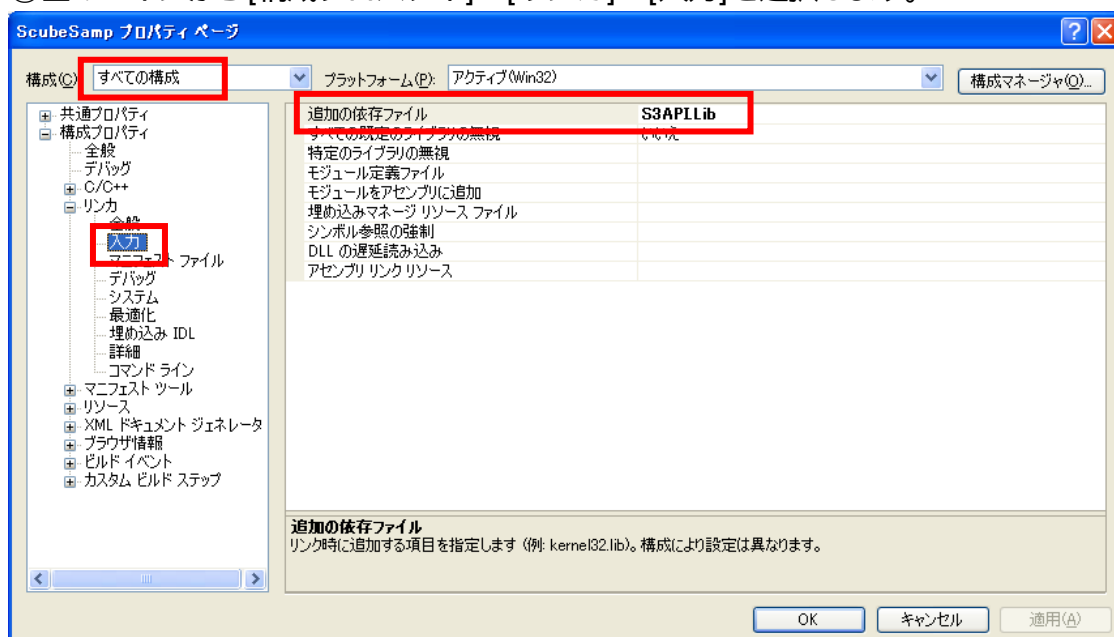 ScubeSamp プロパティ ページ
構成(C): すべての構成 プラットフォーム(P): アクティブ(Win32) 構成マネージャ(O)...
共通プロパティ
構成プロパティ
全般
デバッグ
C/C++
リンカ
全般
入力
マニフェスト ファイル
デバッグ
システム
最適化
埋め込み IDL
詳細
コマンド ライン
マニフェスト ツール
リソース
XML ドキュメント ジェネレータ
ブラウザ情報
ビルド イベント
カスタム ビルド ステップ
追加の依存ファイル S3API.Lib
すべての既定のライブラリの無視 いいえ
特定のライブラリの無視
モジュール定義ファイル
モジュールをアセンブリに追加
埋め込みマネージ リソース ファイル
シンボル参照の強制
DLL の遅延読み込み
アセンブリ リンク リソース
追加の依存ファイル
リンク時に追加する項目を指定します (例: kernel32.lib)。構成により設定は異なります。
OK キャンセル 適用(A)